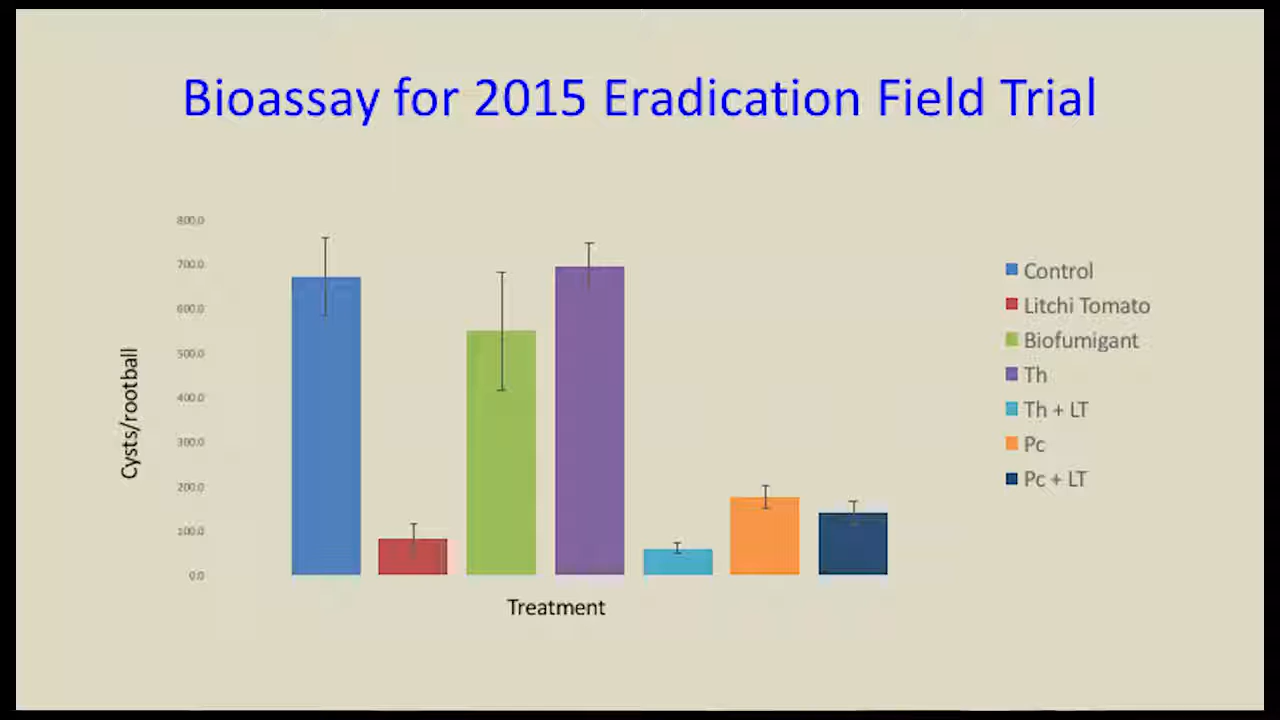 Bioassay for 2015 Eradication Field Trial
800.0
700.0
600.0
500.0
400.0
300.0
200.0
100.0
0.0
Cysts/rootball
Treatment
Control
Litchi Tomato
Biofumigant
Th
Th + LT
Pc
Pc + LT